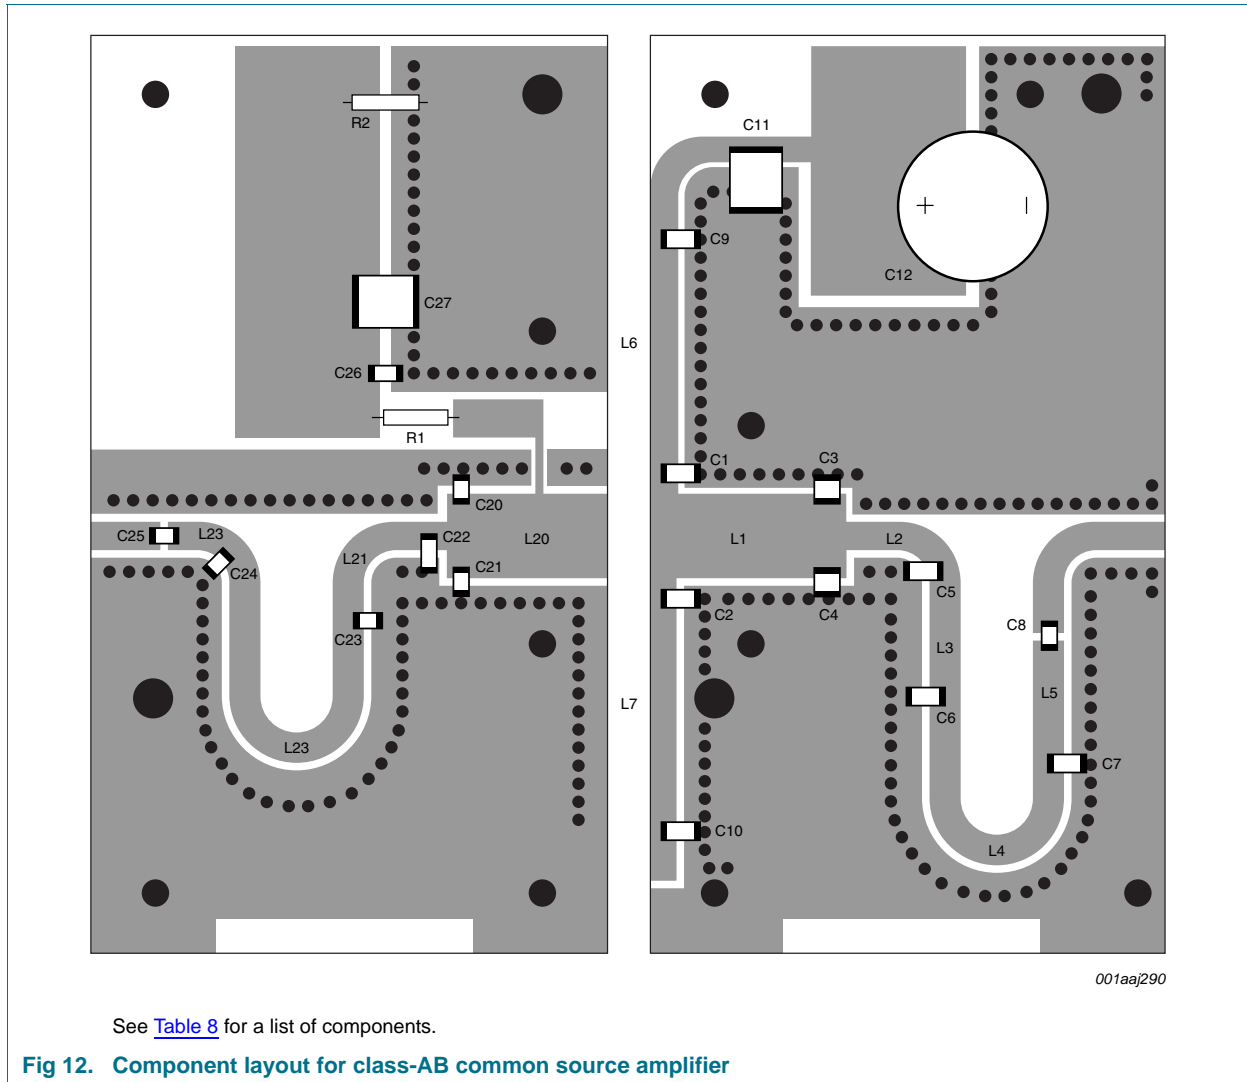 R2
C27
C26
R1
C20
C22
C25
L23
C24
L21
L20
C21
C23
L23
L6
L7
C11
C9
+
–
C12
C1
C3
L1
L2
C5
C2
C4
C8
L3
L5
C6
C7
C10
L4
001aaj290
See Table 8 for a list of components.
Fig 12. Component layout for class-AB common source amplifier